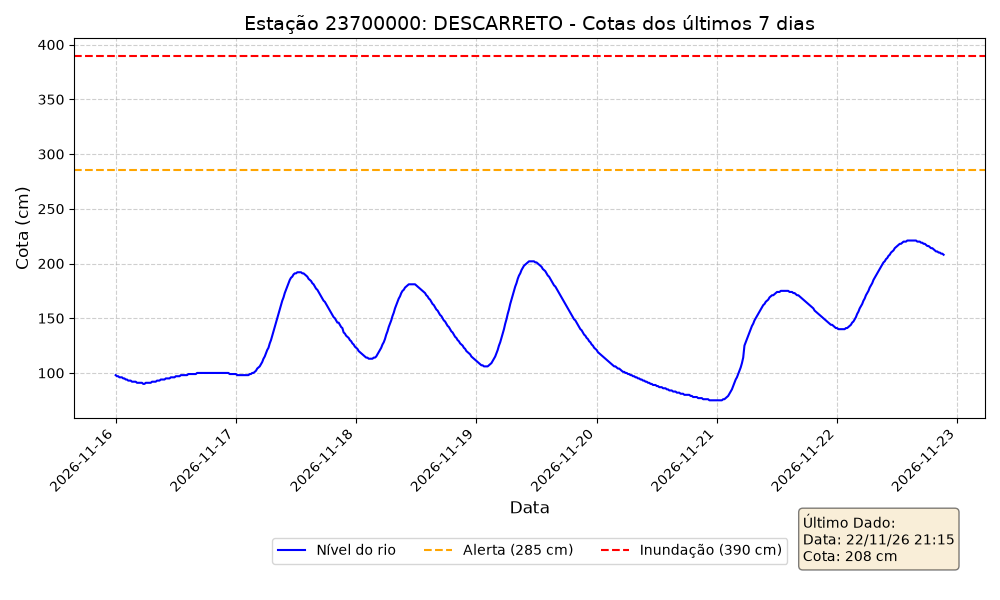 Estação 23700000: DESCARRETO - Cotas dos últimos 7 dias
Cota (cm)
400
350
300
250
200
150
100
2026-11-16
2026-11-17
2026-11-18
2026-11-19
2026-11-20
2026-11-21
2026-11-22
2026-11-23
Data
Nível do rio
Alerta (285 cm)
Inundação (390 cm)
Último Dado:
Data: 22/11/26 21:15
Cota: 208 cm